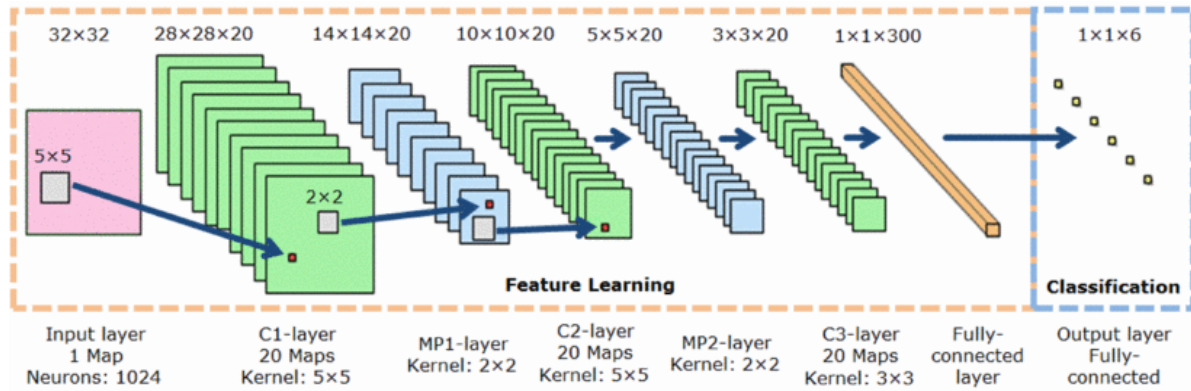 32×32
28×28×20
14×14×20
10×10×20
5×5×20
3×3×20
1×1×300
1×1×6
5×5
2×2
Feature Learning
Classification
Input layer
1 Map
Neurons: 1024
C1-layer
20 Maps
Kernel: 5×5
MP1-layer
Kernel: 2×2
C2-layer
20 Maps
Kernel: 5×5
MP2-layer
Kernel: 2×2
C3-layer
20 Maps
Kernel: 3×3
Fully-
connected
layer
Output layer
Fully-
connected